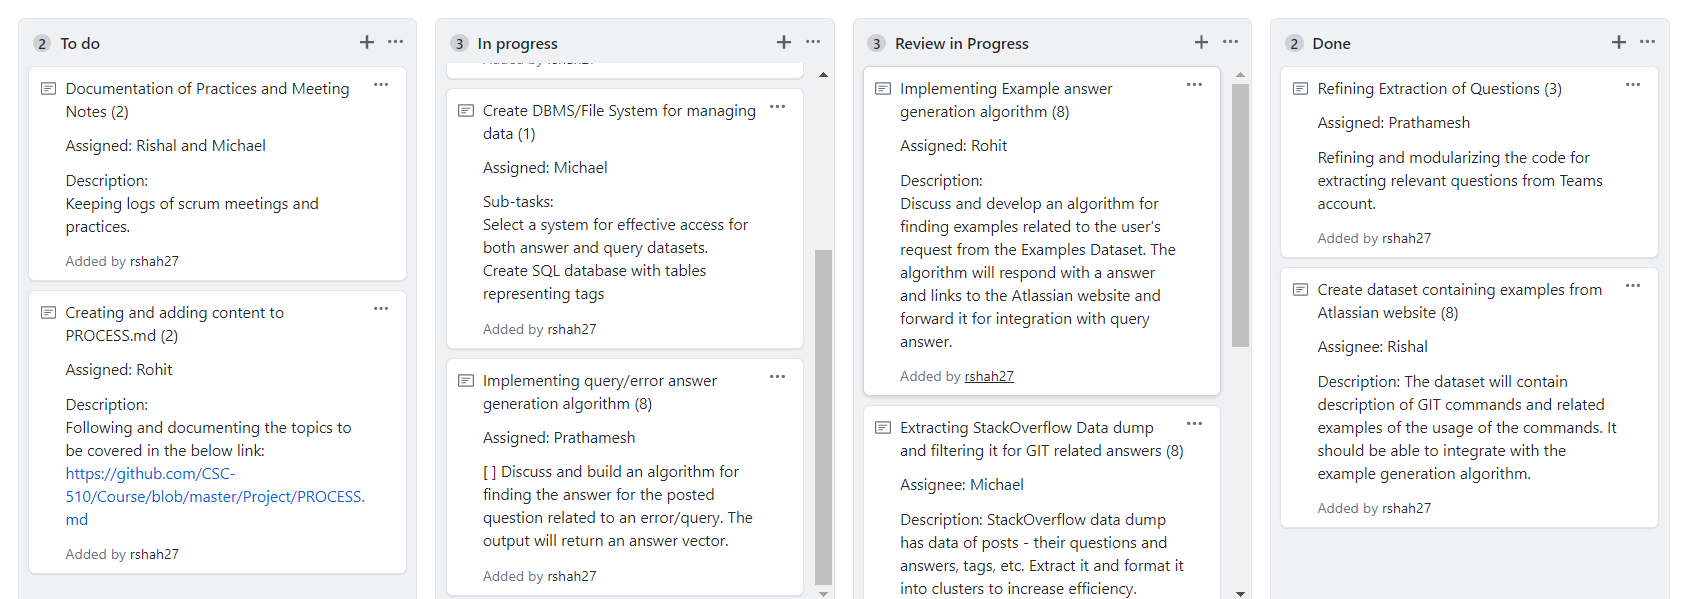 2 To do
Documentation of Practices and Meeting
Notes (2)
Assigned: Rishal and Michael
Description:
Keeping logs of scrum meetings and
practices.
Added by rshah27
Creating and adding content to
PROCESS.md (2)
Assigned: Rohit
Description:
Following and documenting the topics to
be covered in the below link:
https://github.com/CSC-
510/Course/blob/master/Project/PROCESS.
md
Added by rshah27
3 In progress
Added by rshah27
Create DBMS/File System for managing
data (1)
Assigned: Michael
Sub-tasks:
Select a system for effective access for
both answer and query datasets.
Create SQL database with tables
representing tags
Added by rshah27
Implementing query/error answer
generation algorithm (8)
Assigned: Prathamesh
[ ] Discuss and build an algorithm for
finding the answer for the posted
question related to an error/query. The
output will return an answer vector.
Added by rshah27
3 Review in Progress
Implementing Example answer
generation algorithm (8)
Assigned: Rohit
Description:
Discuss and develop an algorithm for
finding examples related to the user's
request from the Examples Dataset. The
algorithm will respond with a answer
and links to the Atlassian website and
forward it for integration with query
answer.
Added by rshah27
Extracting StackOverflow Data dump
and filtering it for GIT related answers (8)
Assignee: Michael
Description: StackOverflow data dump
has data of posts - their questions and
answers, tags, etc. Extract it and format it
into clusters to increase efficiency.
2 Done
Refining Extraction of Questions (3)
Assigned: Prathamesh
Refining and modularizing the code for
extracting relevant questions from Teams
account.
Added by rshah27
Create dataset containing examples from
Atlassian website (8)
Assignee: Rishal
Description: The dataset will contain
description of GIT commands and related
examples of the usage of the commands. It
should be able to integrate with the
example generation algorithm.
Added by rshah27